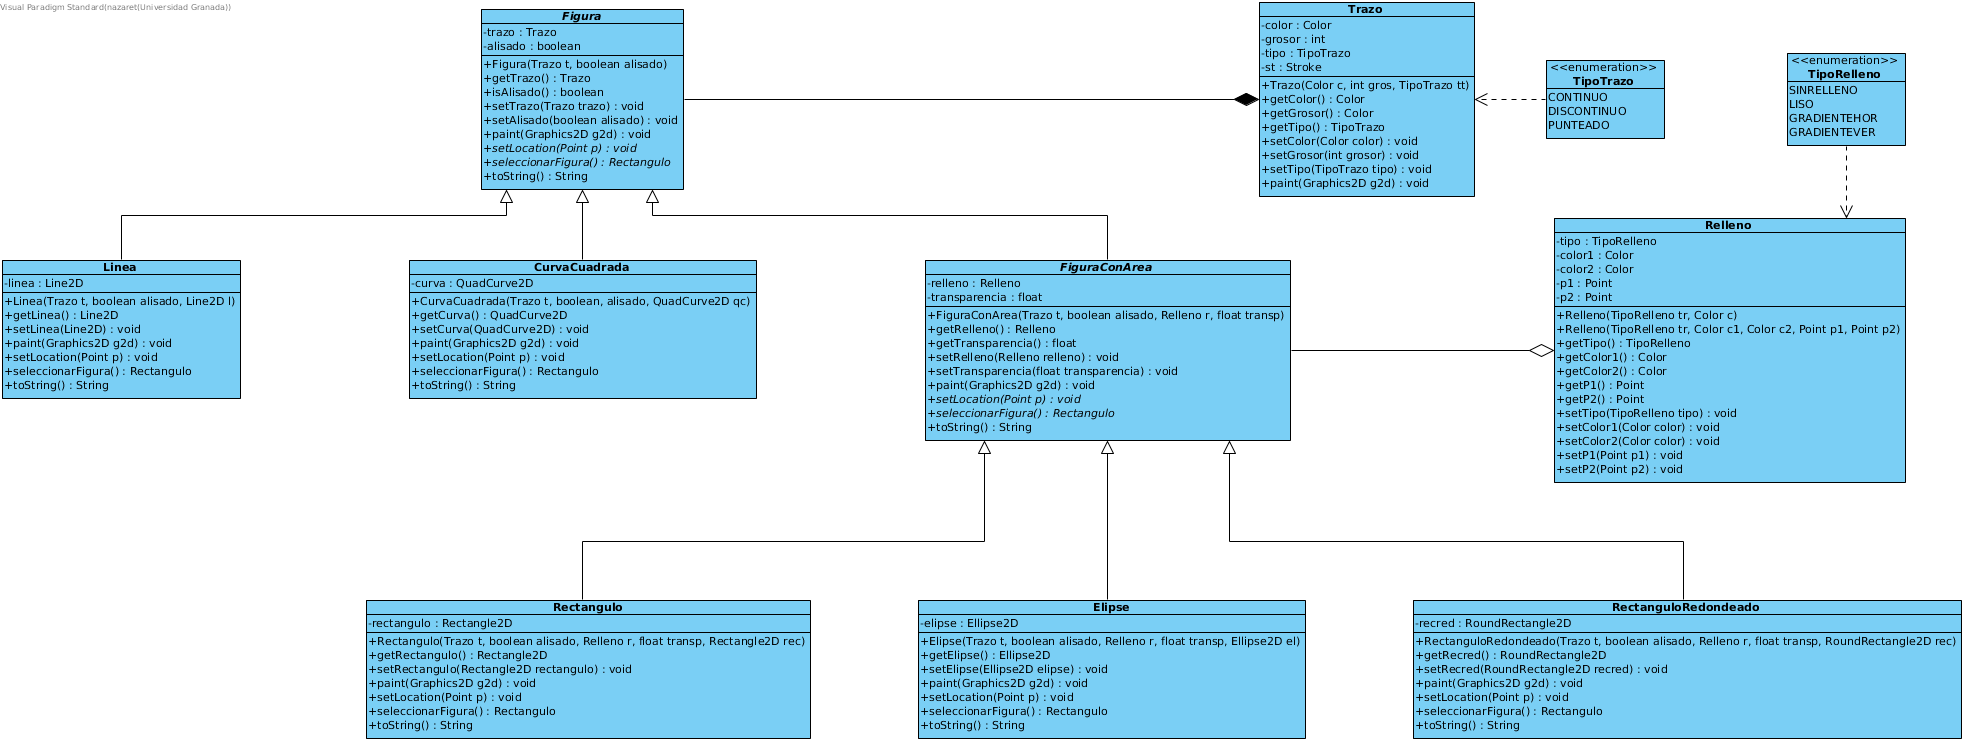 Visual Paradigm Standard(nazaret(Universidad Granada))
Figura
-trazo : Trazo
-alisado : boolean
+Figura(Trazo t, boolean alisado)
+getTrazo() : Trazo
+isAlisado() : boolean
+setTrazo(Trazo trazo) : void
+setAlisado(boolean alisado) : void
+paint(Graphics2D g2d) : void
+setLocation(Point p) : void
+seleccionarFigura() : Rectangulo
+toString() : String
Trazo
-color : Color
-grosor : int
-tipo : TipoTrazo
-st : Stroke
+Trazo(Color c, int gros, TipoTrazo tt)
+getColor() : Color
+getGrosor() : Color
+getTipo() : TipoTrazo
+setColor(Color color) : void
+setGrosor(int grosor) : void
+setTipo(TipoTrazo tipo) : void
+paint(Graphics2D g2d) : void
<<enumeration>>
TipoTrazo
CONTINUO
DISCONTINUO
PUNTEADO
<<enumeration>>
TipoRelleno
SINRELLENO
LISO
GRADIENTEHOR
GRADIENTEVER
Linea
-linea : Line2D
+Linea(Trazo t, boolean alisado, Line2D l)
+getLinea() : Line2D
+setLinea(Line2D) : void
+paint(Graphics2D g2d) : void
+setLocation(Point p) : void
+seleccionarFigura() : Rectangulo
+toString() : String
CurvaCuadrada
-curva : QuadCurve2D
+CurvaCuadrada(Trazo t, boolean, alisado, QuadCurve2D qc)
+getCurva() : QuadCurve2D
+setCurva(QuadCurve2D) : void
+paint(Graphics2D g2d) : void
+setLocation(Point p) : void
+seleccionarFigura() : Rectangulo
+toString() : String
FiguraConArea
-relleno : Relleno
-transparencia : float
+FiguraConArea(Trazo t, boolean alisado, Relleno r, float transp)
+getRelleno() : Relleno
+getTransparencia() : float
+setRelleno(Relleno relleno) : void
+setTransparencia(float transparencia) : void
+paint(Graphics2D g2d) : void
+setLocation(Point p) : void
+seleccionarFigura() : Rectangulo
+toString() : String
Relleno
-tipo : TipoRelleno
-color1 : Color
-color2 : Color
-p1 : Point
-p2 : Point
+Relleno(TipoRelleno tr, Color c)
+Relleno(TipoRelleno tr, Color c1, Color c2, Point p1, Point p2)
+getTipo() : TipoRelleno
+getColor1() : Color
+getColor2() : Color
+getP1() : Point
+getP2() : Point
+setTipo(TipoRelleno tipo) : void
+setColor1(Color color) : void
+setColor2(Color color) : void
+setP1(Point p1) : void
+setP2(Point p2) : void
Rectangulo
-rectangulo : Rectangle2D
+Rectangulo(Trazo t, boolean alisado, Relleno r, float transp, Rectangle2D rec)
+getRectangulo() : Rectangle2D
+setRectangulo(Rectangle2D rectangulo) : void
+paint(Graphics2D g2d) : void
+setLocation(Point p) : void
+seleccionarFigura() : Rectangulo
+toString() : String
Elipse
-elipse : Ellipse2D
+Elipse(Trazo t, boolean alisado, Relleno r, float transp, Ellipse2D el)
+getElipse() : Ellipse2D
+setElipse(Ellipse2D elipse) : void
+paint(Graphics2D g2d) : void
+setLocation(Point p) : void
+seleccionarFigura() : Rectangulo
+toString() : String
RectanguloRedondeado
-recred : RoundRectangle2D
+RectanguloRedondeado(Trazo t, boolean alisado, Relleno r, float transp, RoundRectangle2D rec)
+getRecred() : RoundRectangle2D
+setRecred(RoundRectangle2D recred) : void
+paint(Graphics2D g2d) : void
+setLocation(Point p) : void
+seleccionarFigura() : Rectangulo
+toString() : String